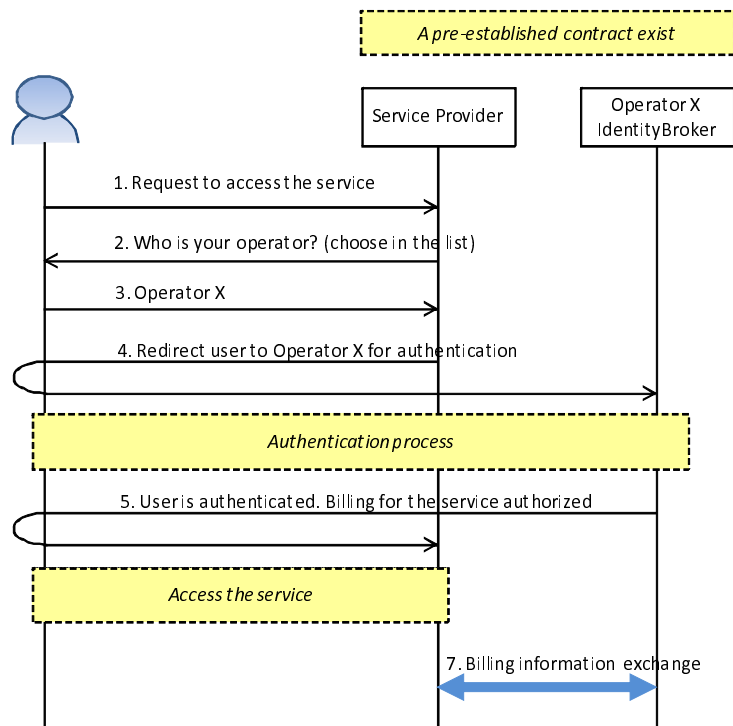 A pre-established contract exist
Service Provider
Operator X
IdentityBroker
1. Request to access the service
2. Who is your operator? (choose in the list)
3. Operator X
4. Redirect user to Operator X for authentication
Authentication process
5. User is authenticated. Billing for the service authorized
Access the service
7. Billing information exchange